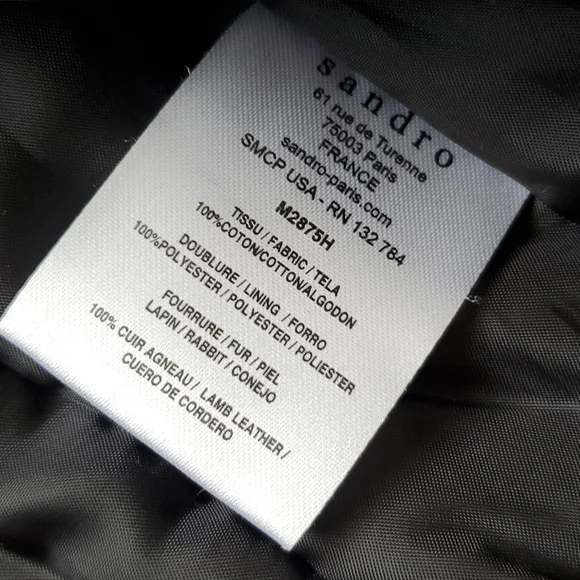 sandro
61 rue de Turenne
75003 Paris
FRANCE
sandro-paris.com
SMCP USA - RN 132 784
M2875H
TISSU / FABRIC / TELA
100%COTON/COTTON/ALGODON
DOUBLURE / LINING / FORRO
100%POLYESTER / POLYESTER / POLIESTER
FOURRURE / FUR / PIEL
LAPIN / RABBIT / CONEJO
100% CUIR AGNEAU / LAMB LEATHER /
CUERO DE CORDERO